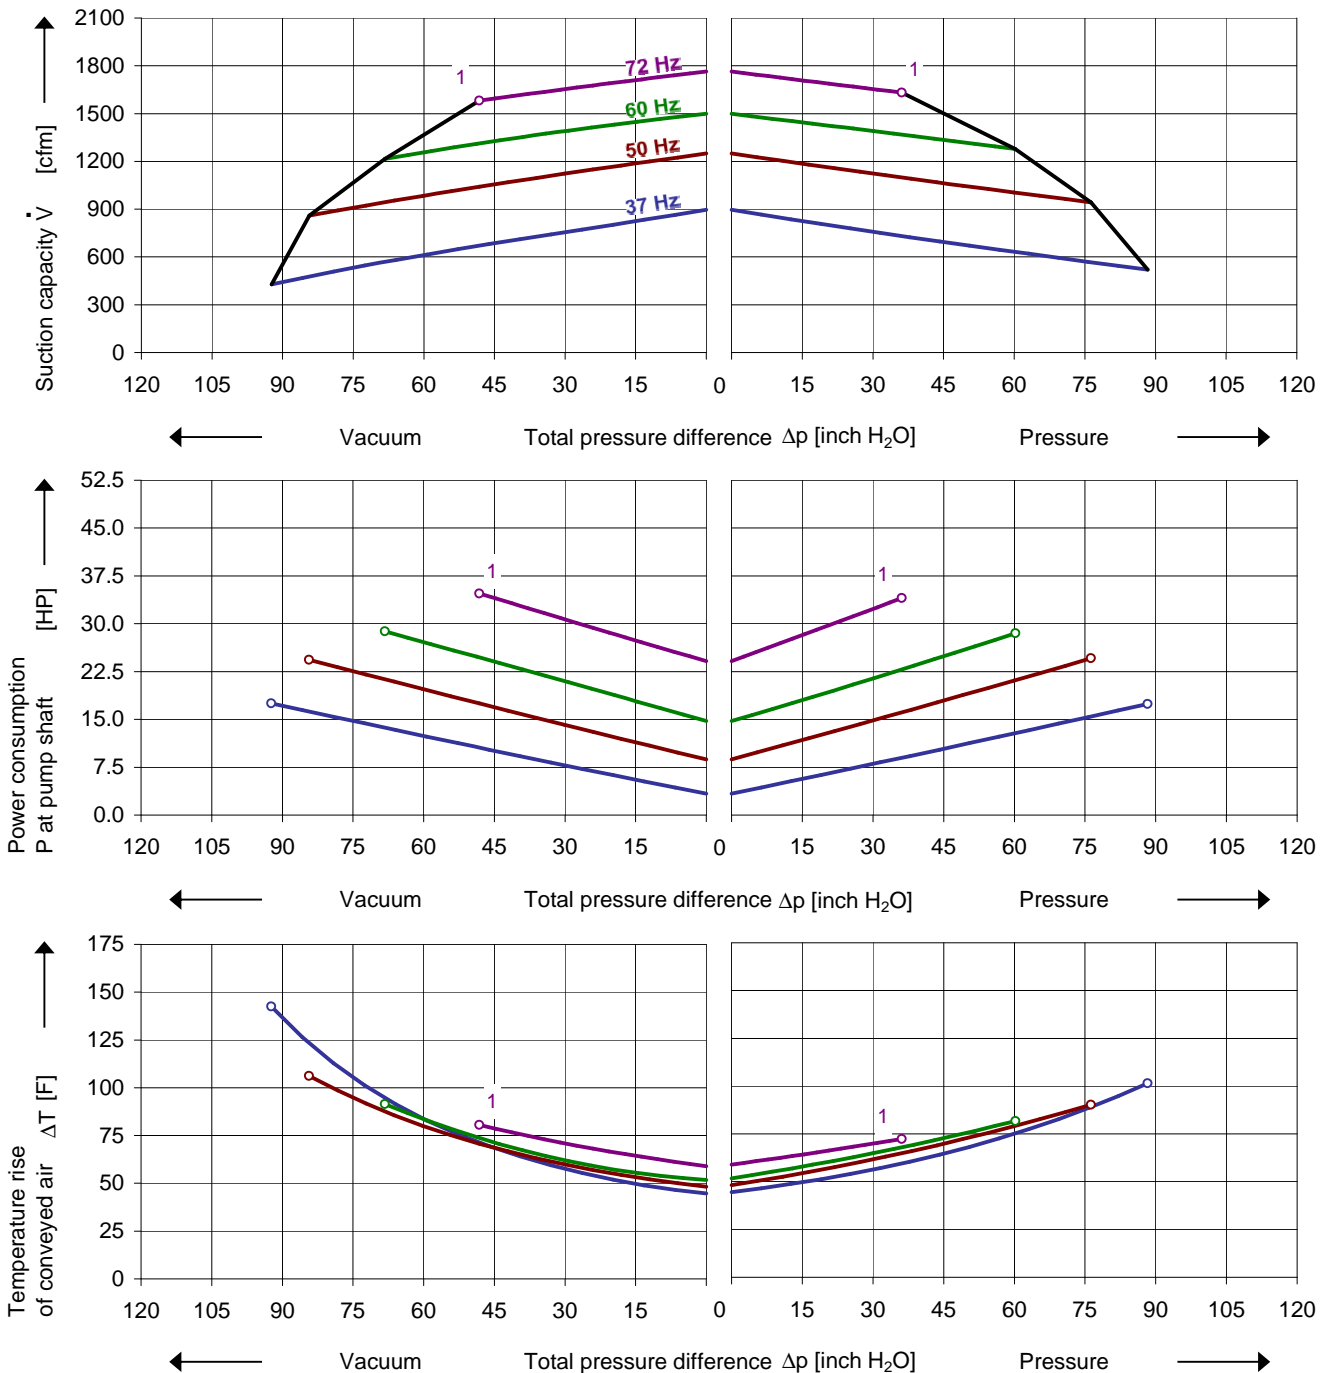 2100
1800
1500
1200
900
600
300
0
Suction capacity V̇ [cfm]
1
72 Hz
60 Hz
50 Hz
37 Hz
1
120 105 90 75 60 45 30 15 0 15 30 45 60 75 90 105 120
Vacuum Total pressure difference Δp [inch H₂O] Pressure
52.5
45.0
37.5
30.0
22.5
15.0
7.5
0.0
Power consumption
P at pump shaft [HP]
1
1
120 105 90 75 60 45 30 15 0 15 30 45 60 75 90 105 120
Vacuum Total pressure difference Δp [inch H₂O] Pressure
175
150
125
100
75
50
25
0
Temperature rise
of conveyed air ΔT [F]
1
1
120 105 90 75 60 45 30 15 0 15 30 45 60 75 90 105 120
Vacuum Total pressure difference Δp [inch H₂O] Pressure